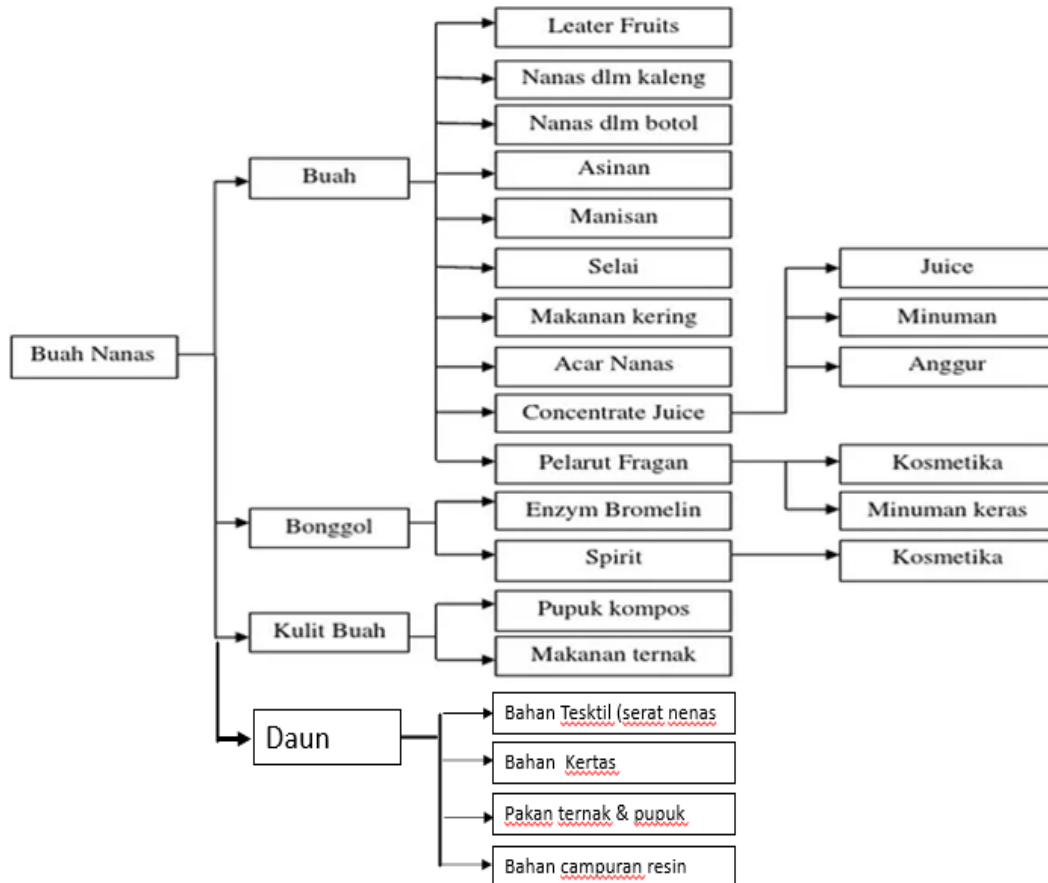 Leater Fruits
Nanas dlm kaleng
Nanas dlm botol
Buah
Asinan
Manisan
Selai
Juice
Makanan kering
Minuman
Buah Nanas
Acar Nanas
Anggur
Concentrate Juice
Pelarut Fragan
Kosmetika
Bonggol
Enzym Bromelin
Minuman keras
Spirit
Kosmetika
Kulit Buah
Pupuk kompos
Makanan ternak
Daun
Bahan Tesktil (serat nenas
Bahan Kertas
Pakan ternak & pupuk
Bahan campuran resin